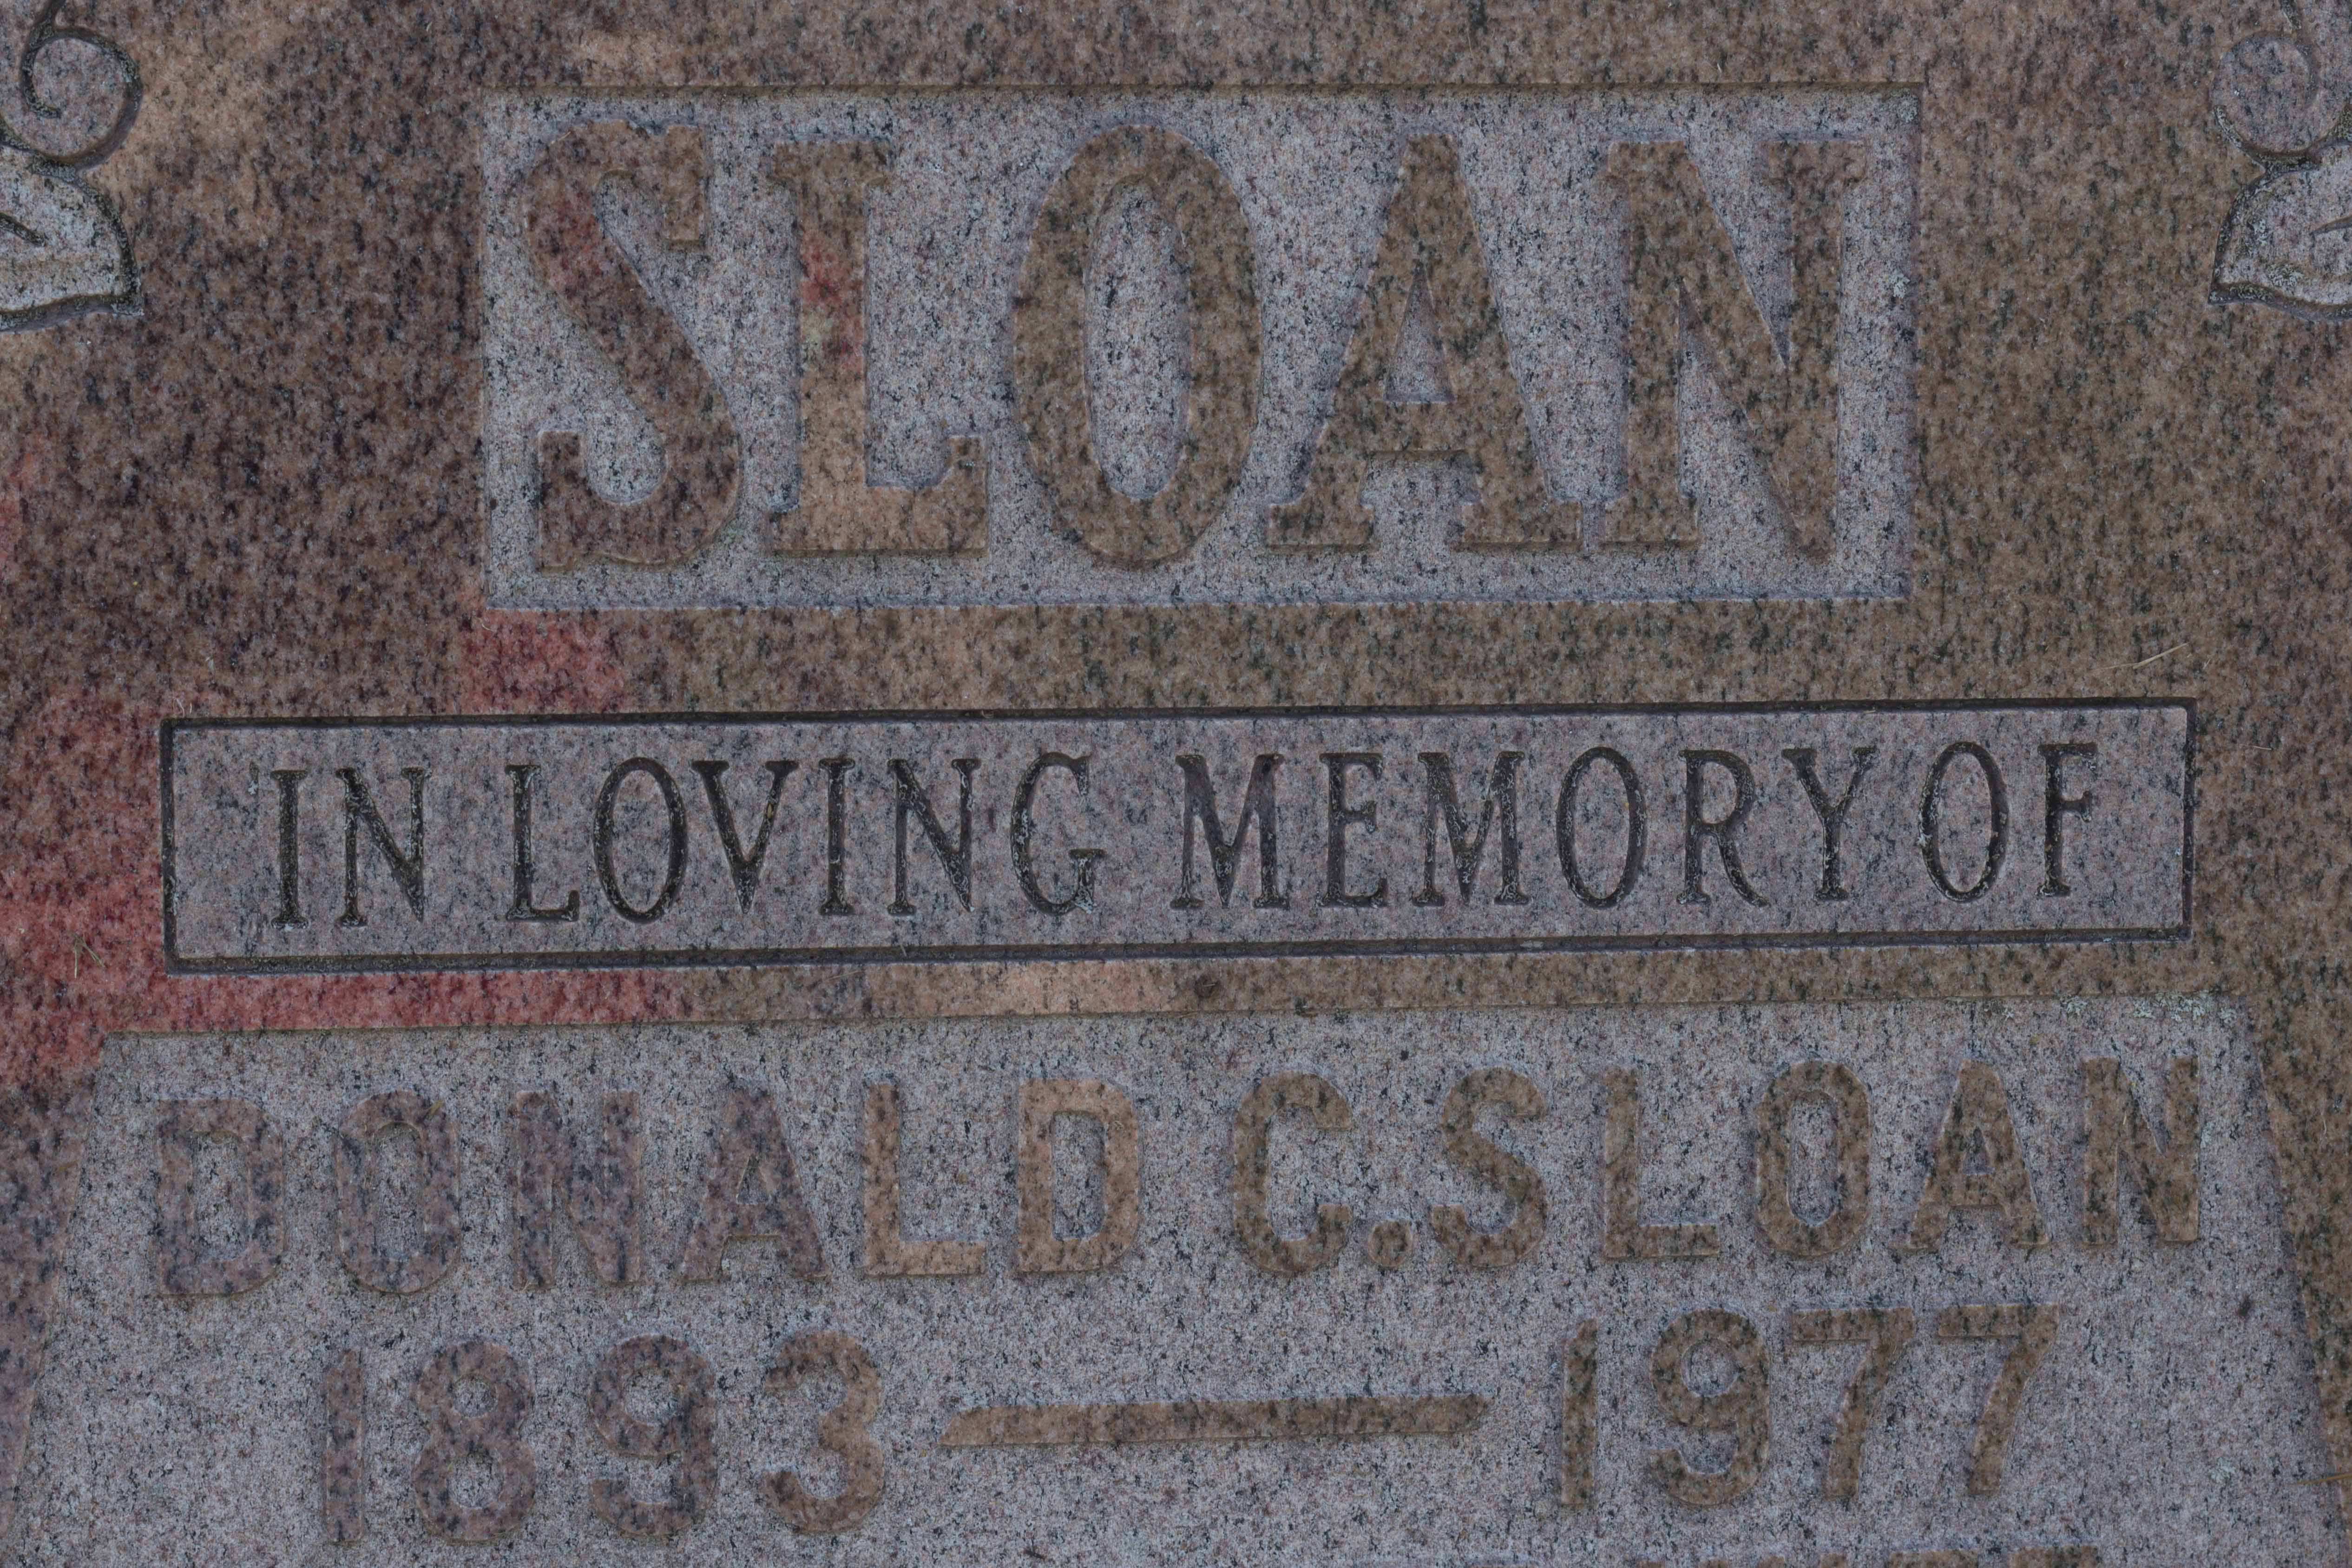 SLOAN
IN LOVING MEMORY OF
DONALD C. SLOAN
1893 — 1977